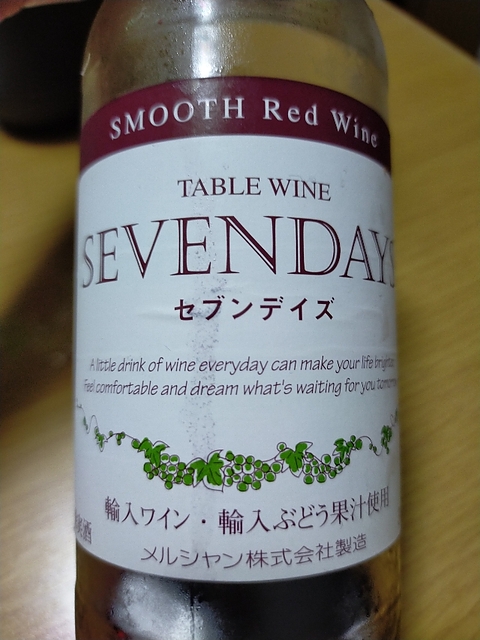 SMOOTH Red Wine
TABLE WINE
SEVENDAYS
セブンデイズ
A little drink of wine everyday can make your life brighter
Feel comfortable and dream what's waiting for you tomorrow
輸入ワイン・輸入ぶどう果汁使用
メルシャン株式会社製造